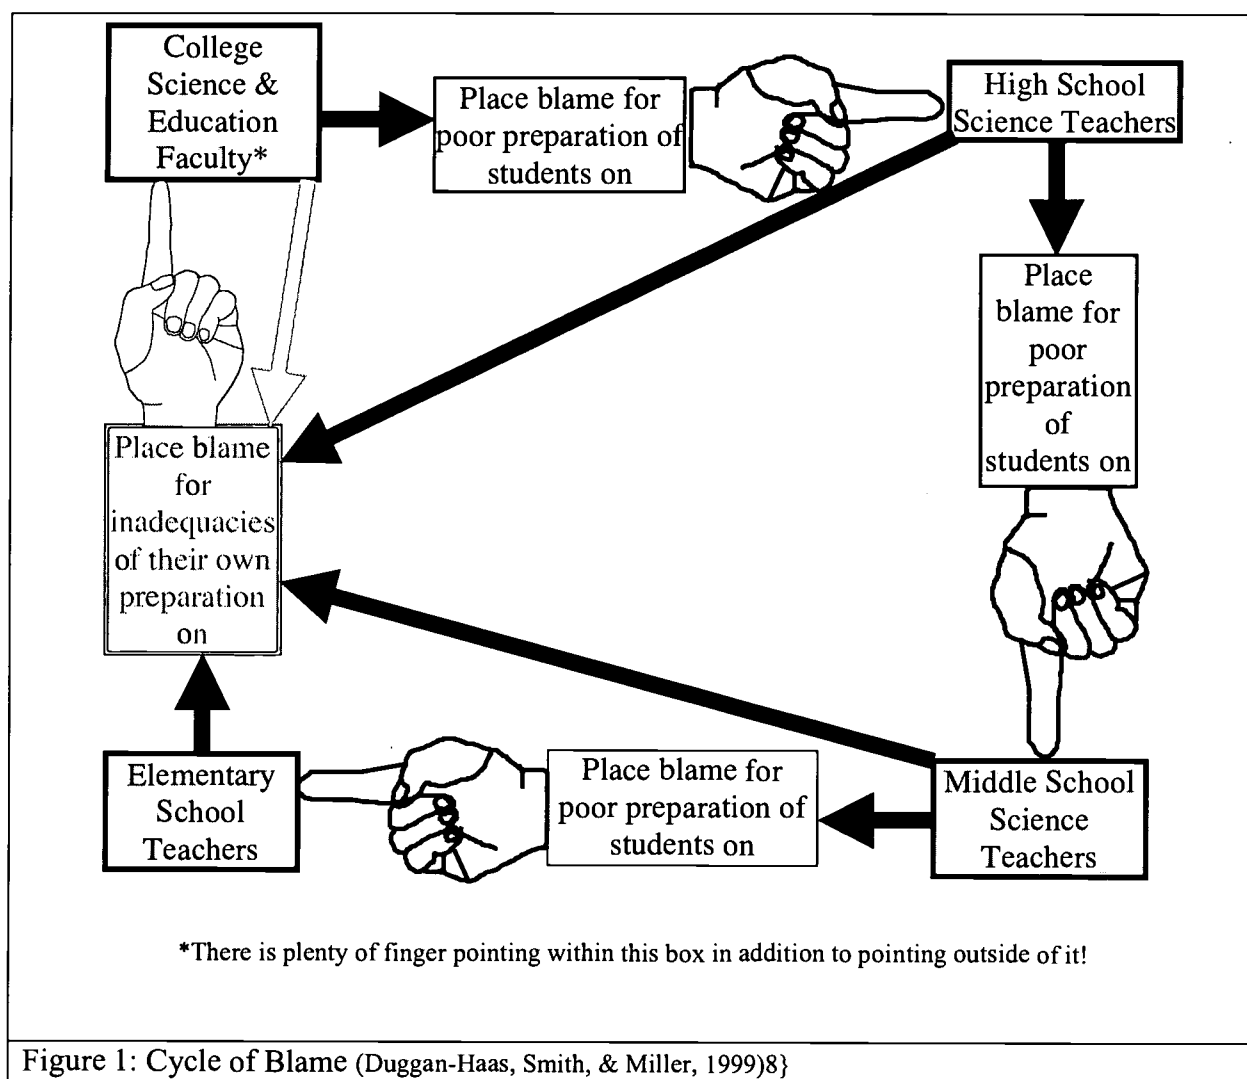 College
Science &
Education
Faculty*
Place blame for
poor preparation of
students on
High School
Science Teachers
Place
blame for
poor
preparation
of
students on
Middle School
Science
Teachers
Place blame for
poor preparation of
students on
Elementary
School
Teachers
Place blame
for
inadequacies
of their own
preparation
on
*There is plenty of finger pointing within this box in addition to pointing outside of it!
Figure 1: Cycle of Blame (Duggan-Haas, Smith, & Miller, 1999)8}